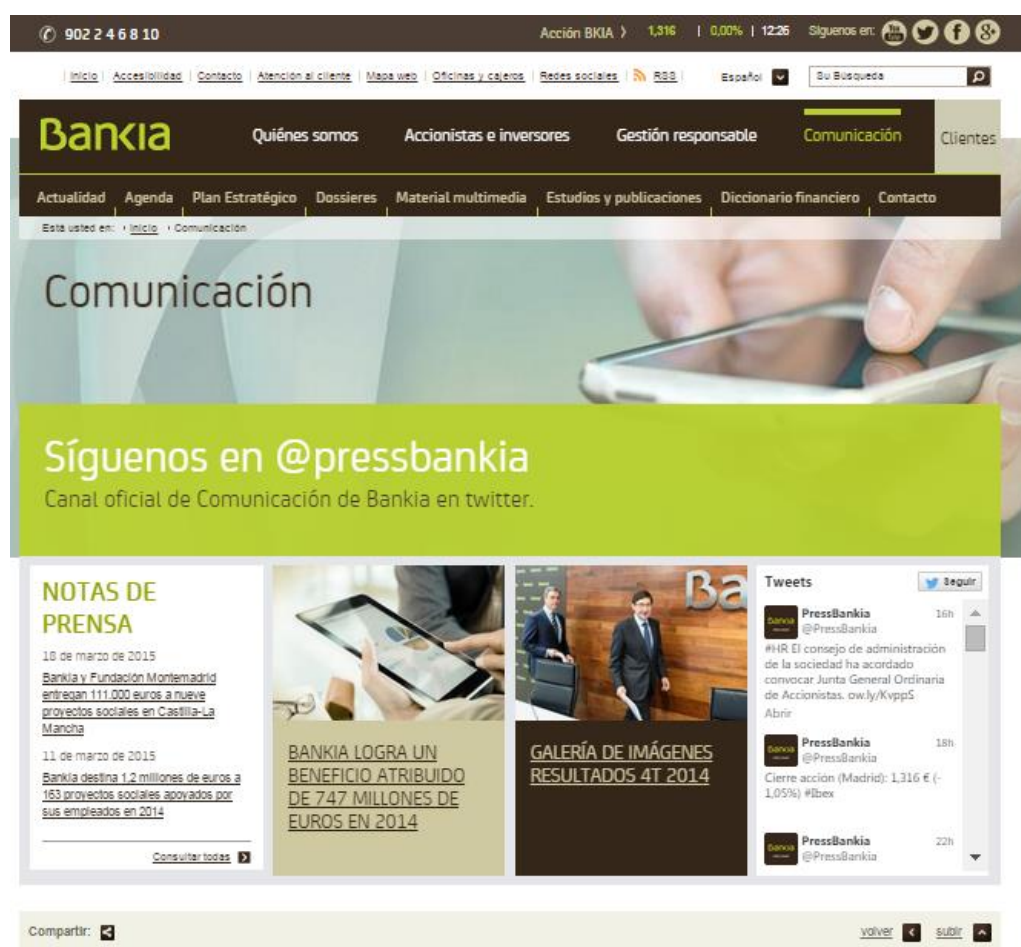 902 2 4 6 8 10
Acción BKIA 1,316 | 0,00% | 12:26 Síguenos en:
Inicio | Accesibilidad | Contacto | Atención al cliente | Mapa web | Oficinas y cajeros | Redes sociales | RSS | Español Su Búsqueda
Bankia Quiénes somos Accionistas e inversores Gestión responsable Comunicación Clientes
Actualidad Agenda Plan Estratégico Dossieres Material multimedia Estudios y publicaciones Diccionario financiero Contacto
Está usted en: Inicio Comunicación
Comunicación
Síguenos en @pressbankia
Canal oficial de Comunicación de Bankia en twitter.
NOTAS DE
PRENSA
18 de marzo de 2015
Bankia y Fundación Montemadrid
entregan 111.000 euros a nueve
proyectos sociales en Castilla-La
Mancha
11 de marzo de 2015
Bankia destina 1,2 millones de euros a
163 proyectos sociales apoyados por
sus empleados en 2014
Consultar todas
BANKIA LOGRA UN
BENEFICIO ATRIBUIDO
DE 747 MILLONES DE
EUROS EN 2014
Ba
GALERÍA DE IMÁGENES
RESULTADOS 4T 2014
Tweets Seguir
PressBankia 16h
@PressBankia
#HR El consejo de administración
de la sociedad ha acordado
convocar Junta General Ordinaria
de Accionistas. ow.ly/KvppS
Abrir
PressBankia 18h
@PressBankia
Cierre acción (Madrid): 1,316 € (-
1,05%) #Ibex
PressBankia 22h
@PressBankia
Compartir: volver subir